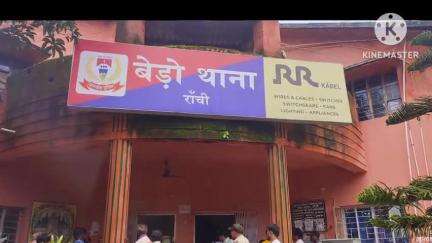 KINEMASTER
बेड़ो थाना
राँची
RR
KABEL
WIRES & CABLES • SWITCHES
SWITCHGEARS • FANS
LIGHTING • APPLIANCES